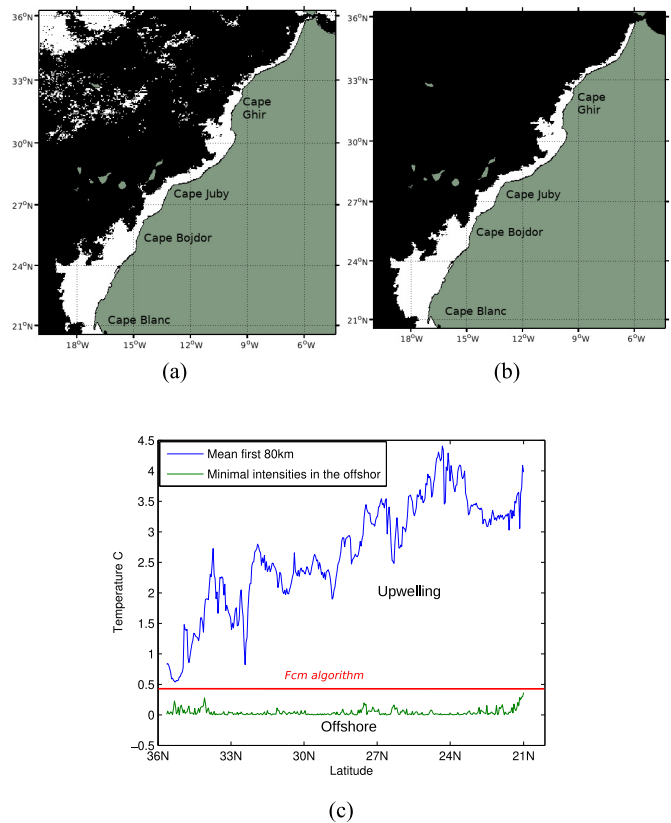 36°N
33°N
30°N
27°N
24°N
21°N
Cape
Ghir
Cape Juby
Cape Bojdor
Cape Blanc
18°W
15°W
12°W
9°W
6°W
(a)
36°N
33°N
30°N
27°N
24°N
21°N
Cape
Ghir
Cape Juby
Cape Bojdor
Cape Blanc
18°W
15°W
12°W
9°W
6°W
(b)
4.5
4
3.5
3
2.5
2
1.5
1
0.5
0
−0.5
Temperature C
Mean first 80km
Minimal intensities in the offshor
Upwelling
Fcm algorithm
Offshore
36N
33N
30N
27N
24N
21N
Latitude
(c)